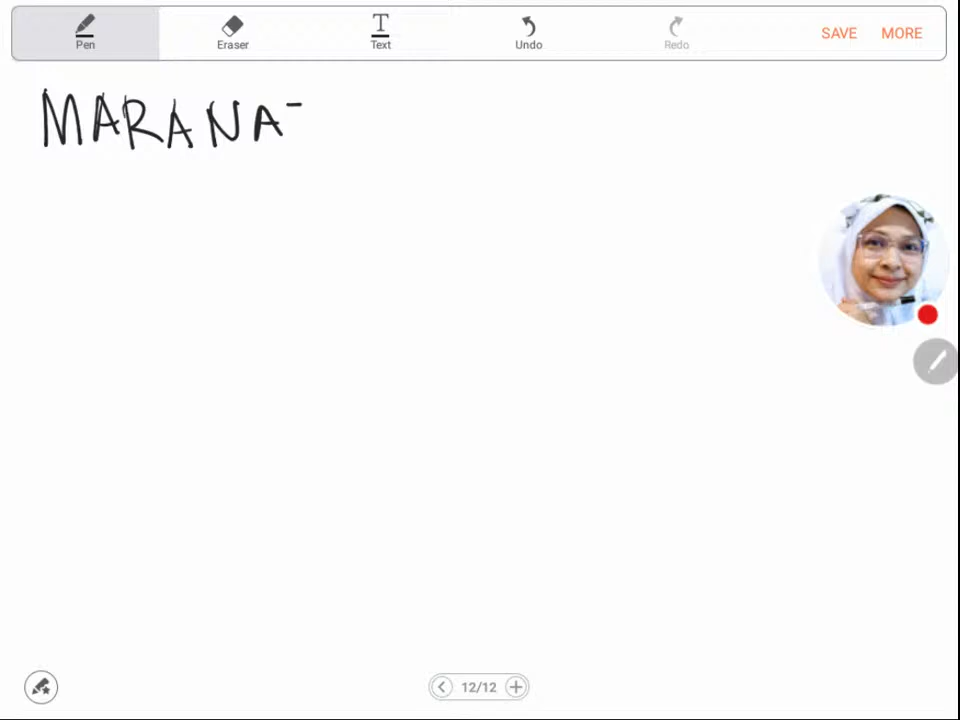 Pen
Eraser
T
Text
Undo
Redo
SAVE
MORE
MARANA-
12/12